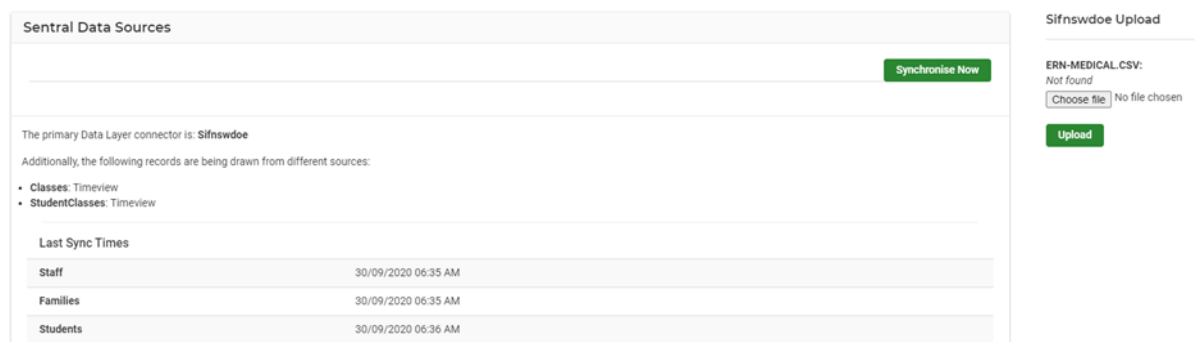 Sentral Data Sources
Synchronise Now
The primary Data Layer connector is: Sifnswdoe
Additionally, the following records are being drawn from different sources:
• Classes: Timeview
• StudentClasses: Timeview
Last Sync Times
Staff 30/09/2020 06:35 AM
Families 30/09/2020 06:35 AM
Students 30/09/2020 06:36 AM
Sifnswdoe Upload
ERN-MEDICAL.CSV:
Not found
Choose file No file chosen
Upload